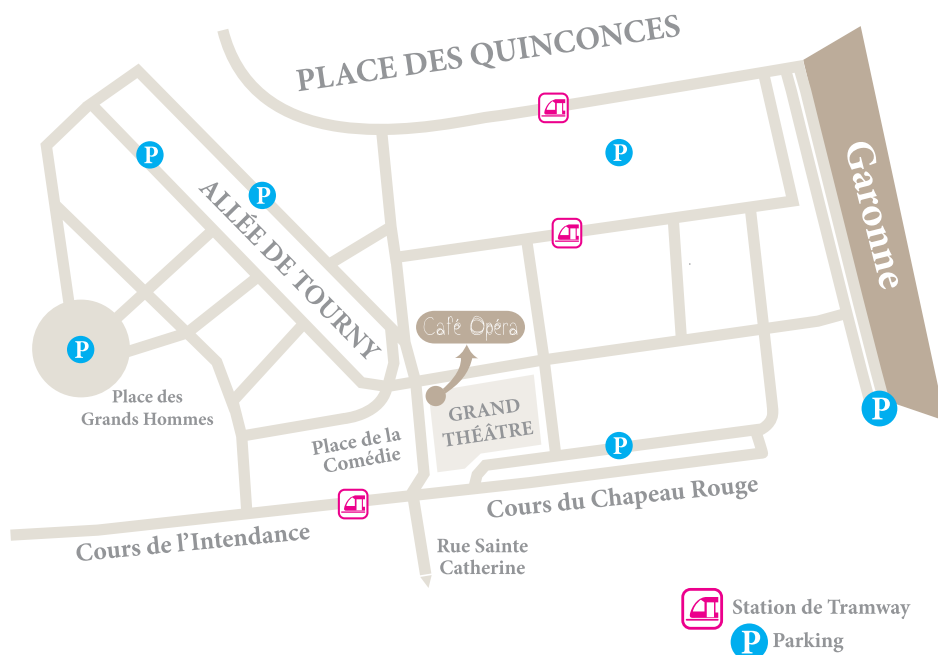 PLACE DES QUINCONCES
P
P
P
ALLÉE DE TOURNY
Garonne
Café Opéra
P
Place des
Grands Hommes
GRAND
THÉÂTRE
P
Place de la
Comédie
P
Cours du Chapeau Rouge
Cours de l'Intendance
Rue Sainte
Catherine
Station de Tramway
P Parking